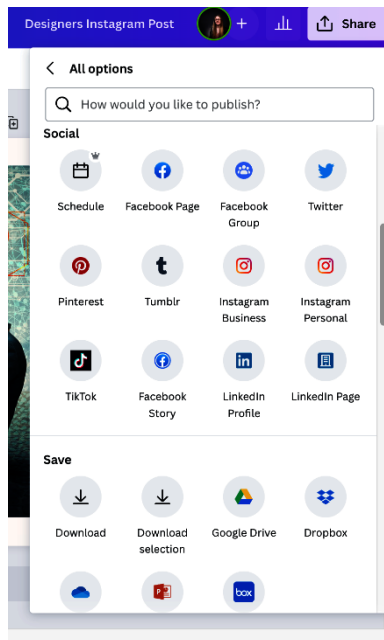 Designers Instagram Post
Share
All options
How would you like to publish?
Social
Schedule
Facebook Page
Facebook
Group
Twitter
Pinterest
Tumblr
Instagram
Business
Instagram
Personal
TikTok
Facebook
Story
LinkedIn
Profile
LinkedIn Page
Save
Download
Download
selection
Google Drive
Dropbox
box